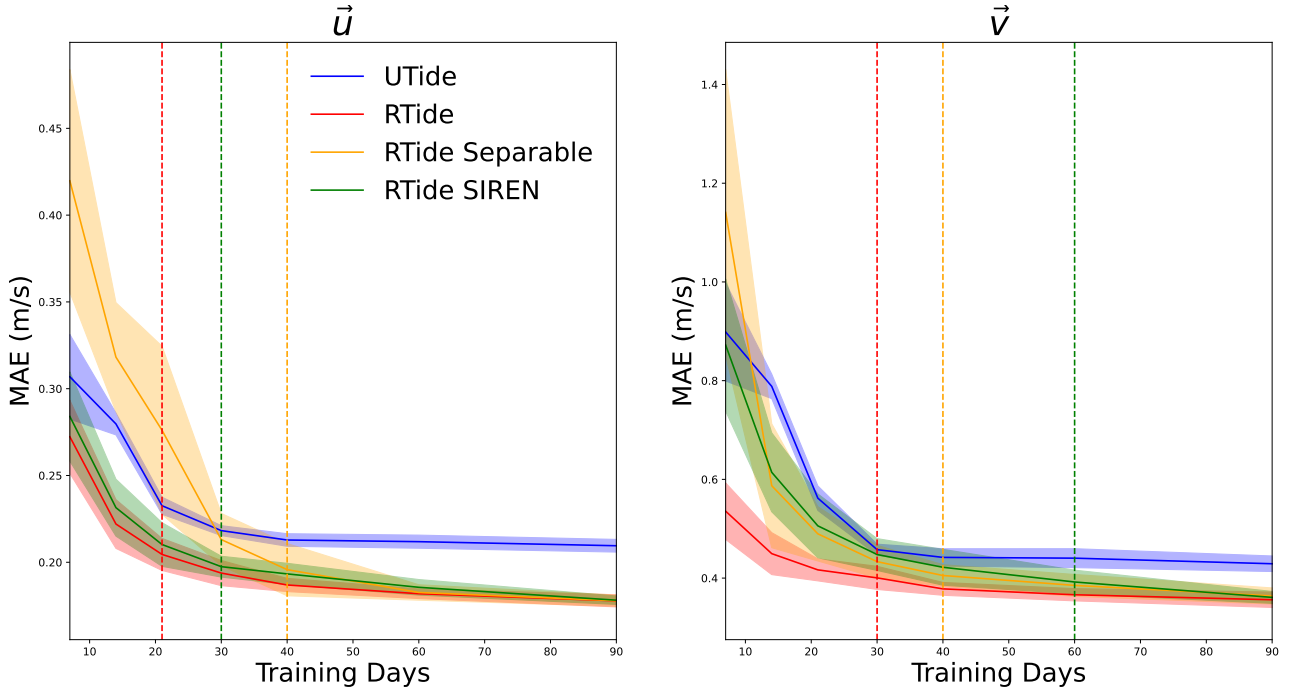 u⃗
v⃗
MAE (m/s)
0.45
0.40
0.35
0.30
0.25
0.20
UTide
RTide
RTide Separable
RTide SIREN
10 20 30 40 50 60 70 80 90
Training Days
MAE (m/s)
1.4
1.2
1.0
0.8
0.6
0.4
10 20 30 40 50 60 70 80 90
Training Days